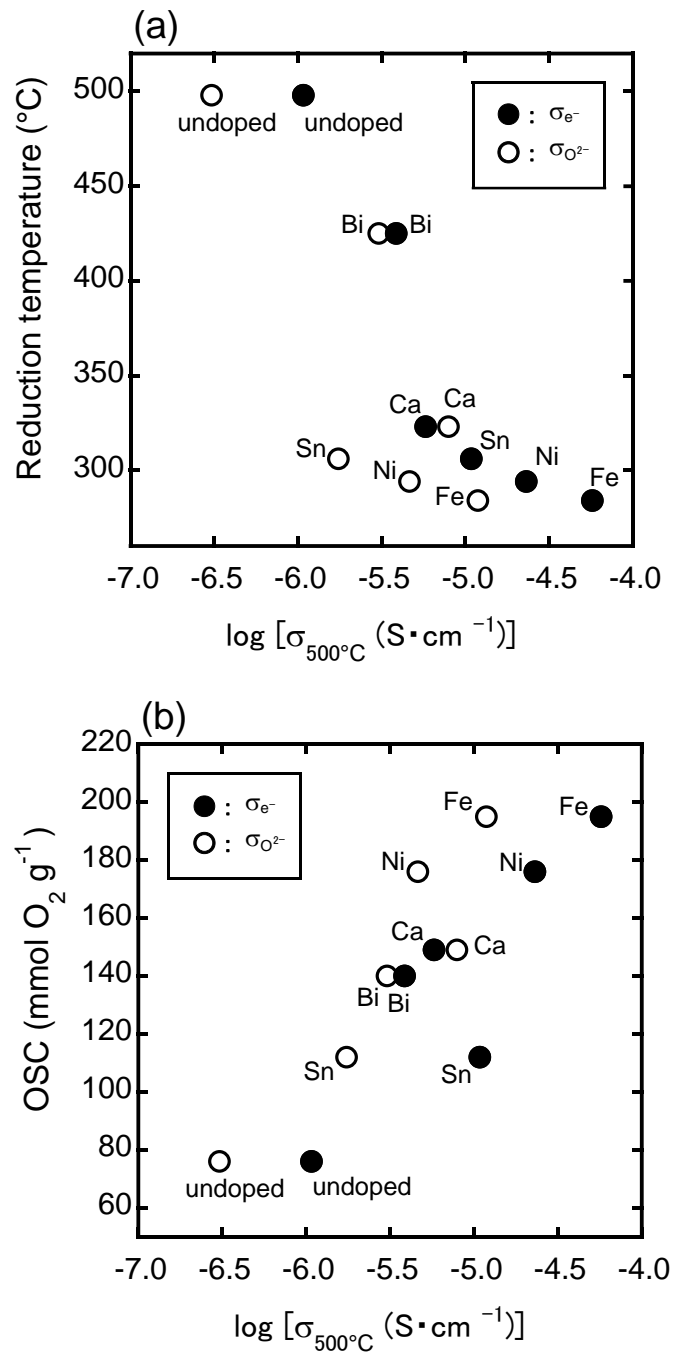 (a)
Reduction temperature (°C)
500
450
400
350
300
undoped
undoped
● : σe⁻
○ : σO²⁻
Bi
Bi
Ca
Ca
Sn
Sn
Ni
Ni
Fe
Fe
-7.0 -6.5 -6.0 -5.5 -5.0 -4.5 -4.0
log [σ500°C (S・cm ⁻¹)]
(b)
OSC (mmol O₂ g⁻¹)
220
200
180
160
140
120
100
80
60
● : σe⁻
○ : σO²⁻
Fe
Fe
Ni
Ni
Ca
Ca
Bi
Bi
Sn
Sn
undoped
undoped
-7.0 -6.5 -6.0 -5.5 -5.0 -4.5 -4.0
log [σ500°C (S・cm ⁻¹)]